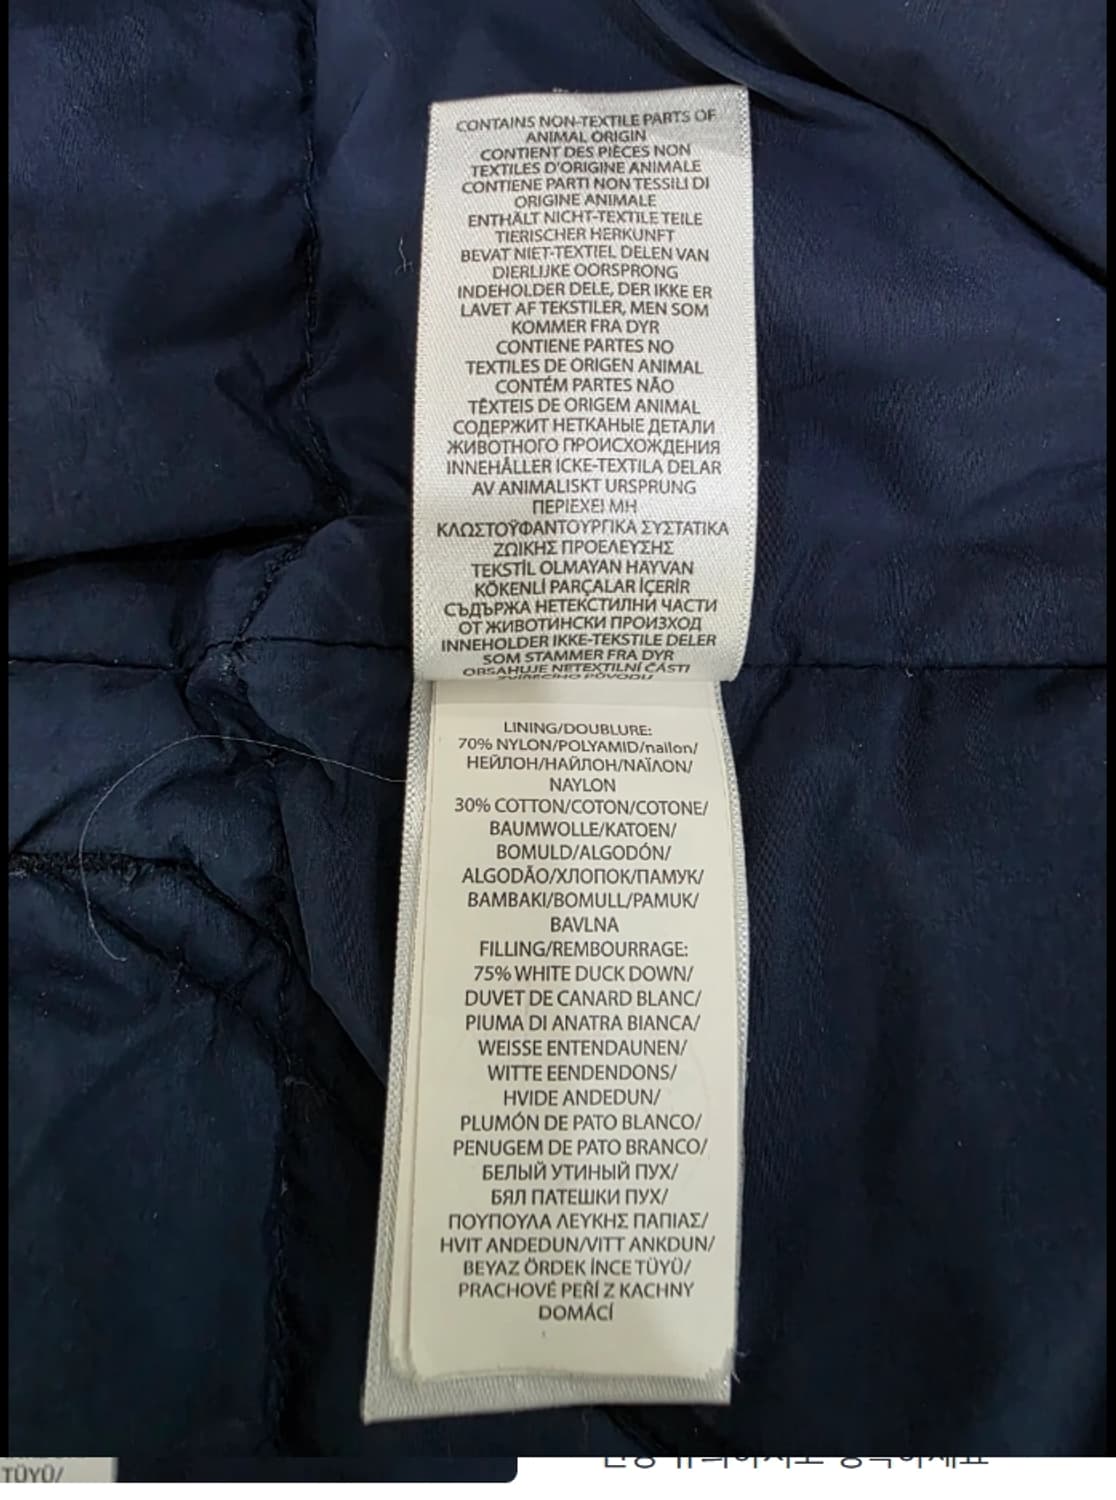 CONTAINS NON-TEXTILE PARTS OF
ANIMAL ORIGIN
CONTIENT DES PIÈCES NON
TEXTILES D'ORIGINE ANIMALE
CONTIENE PARTI NON TESSILI DI
ORIGINE ANIMALE
ENTHÄLT NICHT-TEXTILE TEILE
TIERISCHER HERKUNFT
BEVAT NIET-TEXTIEL DELEN VAN
DIERLIJKE OORSPRONG
INDEHOLDER DELE, DER IKKE ER
LAVET AF TEKSTILER, MEN SOM
KOMMER FRA DYR
CONTIENE PARTES NO
TEXTILES DE ORIGEN ANIMAL
CONTÉM PARTES NÃO
TÊXTEIS DE ORIGEM ANIMAL
СОДЕРЖИТ НЕТКАНЫЕ ДЕТАЛИ
ЖИВОТНОГО ПРОИСХОЖДЕНИЯ
INNEHÅLLER ICKE-TEXTILA DELAR
AV ANIMALISKT URSPRUNG
ΠΕΡΙΕΧΕΙ ΜΗ
ΚΛΩΣΤΟΫΦΑΝΤΟΥΡΓΙΚΑ ΣΥΣΤΑΤΙΚΑ
ΖΩΙΚΗΣ ΠΡΟΕΛΕΥΣΗΣ
TEKSTİL OLMAYAN HAYVAN
KÖKENLİ PARÇALAR İÇERİR
СЪДЪРЖА НЕТЕКСТИЛНИ ЧАСТИ
ОТ ЖИВОТИНСКИ ПРОИЗХОД
INNEHOLDER IKKE-TEKSTILE DELER
SOM STAMMER FRA DYR
OBSAHUJE NETEXTILNÍ ČÁSTI
ZVÍŘECÍHO PŮVODU
LINING/DOUBLURE:
70% NYLON/POLYAMID/nailon/
НЕЙЛОН/НАЙЛОН/ΝΑΪΛΟΝ/
NAYLON
30% COTTON/COTON/COTONE/
BAUMWOLLE/KATOEN/
BOMULD/ALGODÓN/
ALGODÃO/ХЛОПОК/ПАМУК/
BAMBAKI/BOMULL/PAMUK/
BAVLNA
FILLING/REMBOURRAGE:
75% WHITE DUCK DOWN/
DUVET DE CANARD BLANC/
PIUMA DI ANATRA BIANCA/
WEISSE ENTENDAUNEN/
WITTE EENDENDONS/
HVIDE ANDEDUN/
PLUMÓN DE PATO BLANCO/
PENUGEM DE PATO BRANCO/
БЕЛЫЙ УТИНЫЙ ПУХ/
БЯЛ ПАТЕШКИ ПУХ/
ΠΟΥΠΟΥΛΑ ΛΕΥΚΗΣ ΠΑΠΙΑΣ/
HVIT ANDEDUN/VITT ANKDUN/
BEYAZ ÖRDEK İNCE TÜYÜ/
PRACHOVÉ PEŘÍ Z KACHNY
DOMÁCÍ
TÜYÜ/